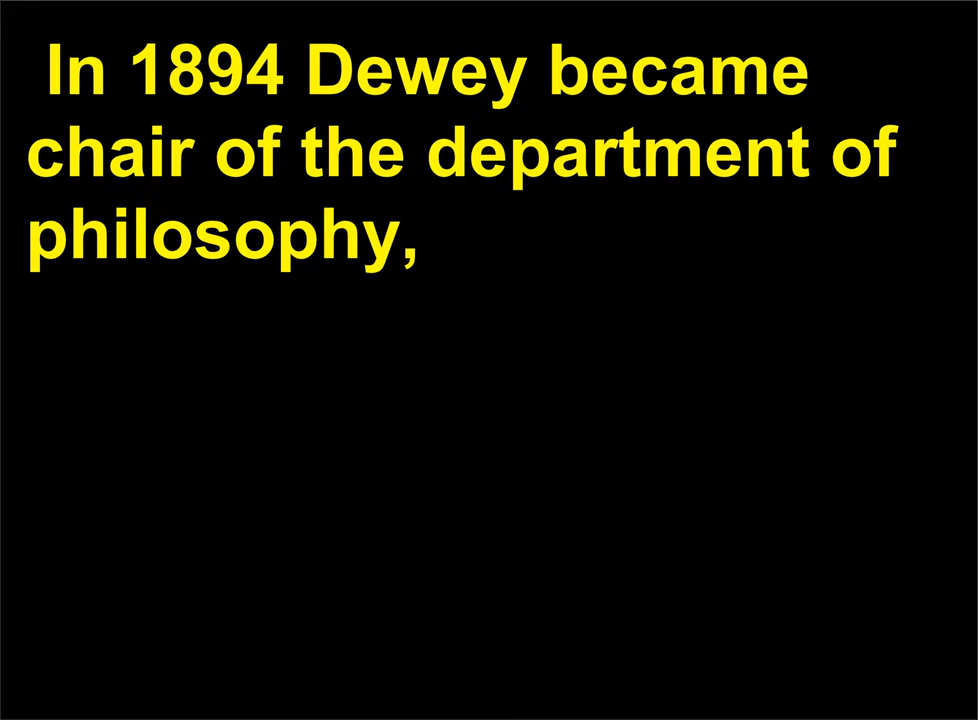 In 1894 Dewey became
chair of the department of
philosophy,